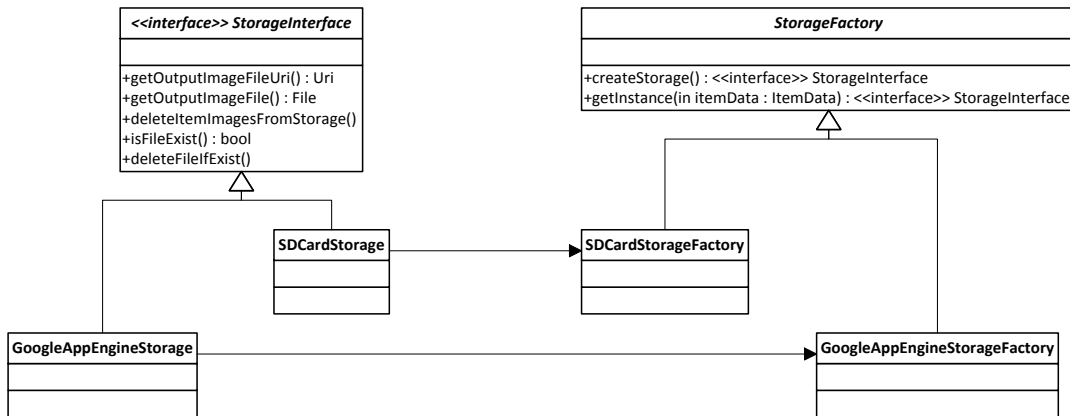 <<interface>> StorageInterface
+getOutputImageFileUri() : Uri
+getOutputImageFile() : File
+deleteItemImagesFromStorage()
+isFileExist() : bool
+deleteFileIfExist()
StorageFactory
+createStorage() : <<interface>> StorageInterface
+getInstance(in itemData : ItemData) : <<interface>> StorageInterface
SDCardStorage
SDCardStorageFactory
GoogleAppEngineStorage
GoogleAppEngineStorageFactory